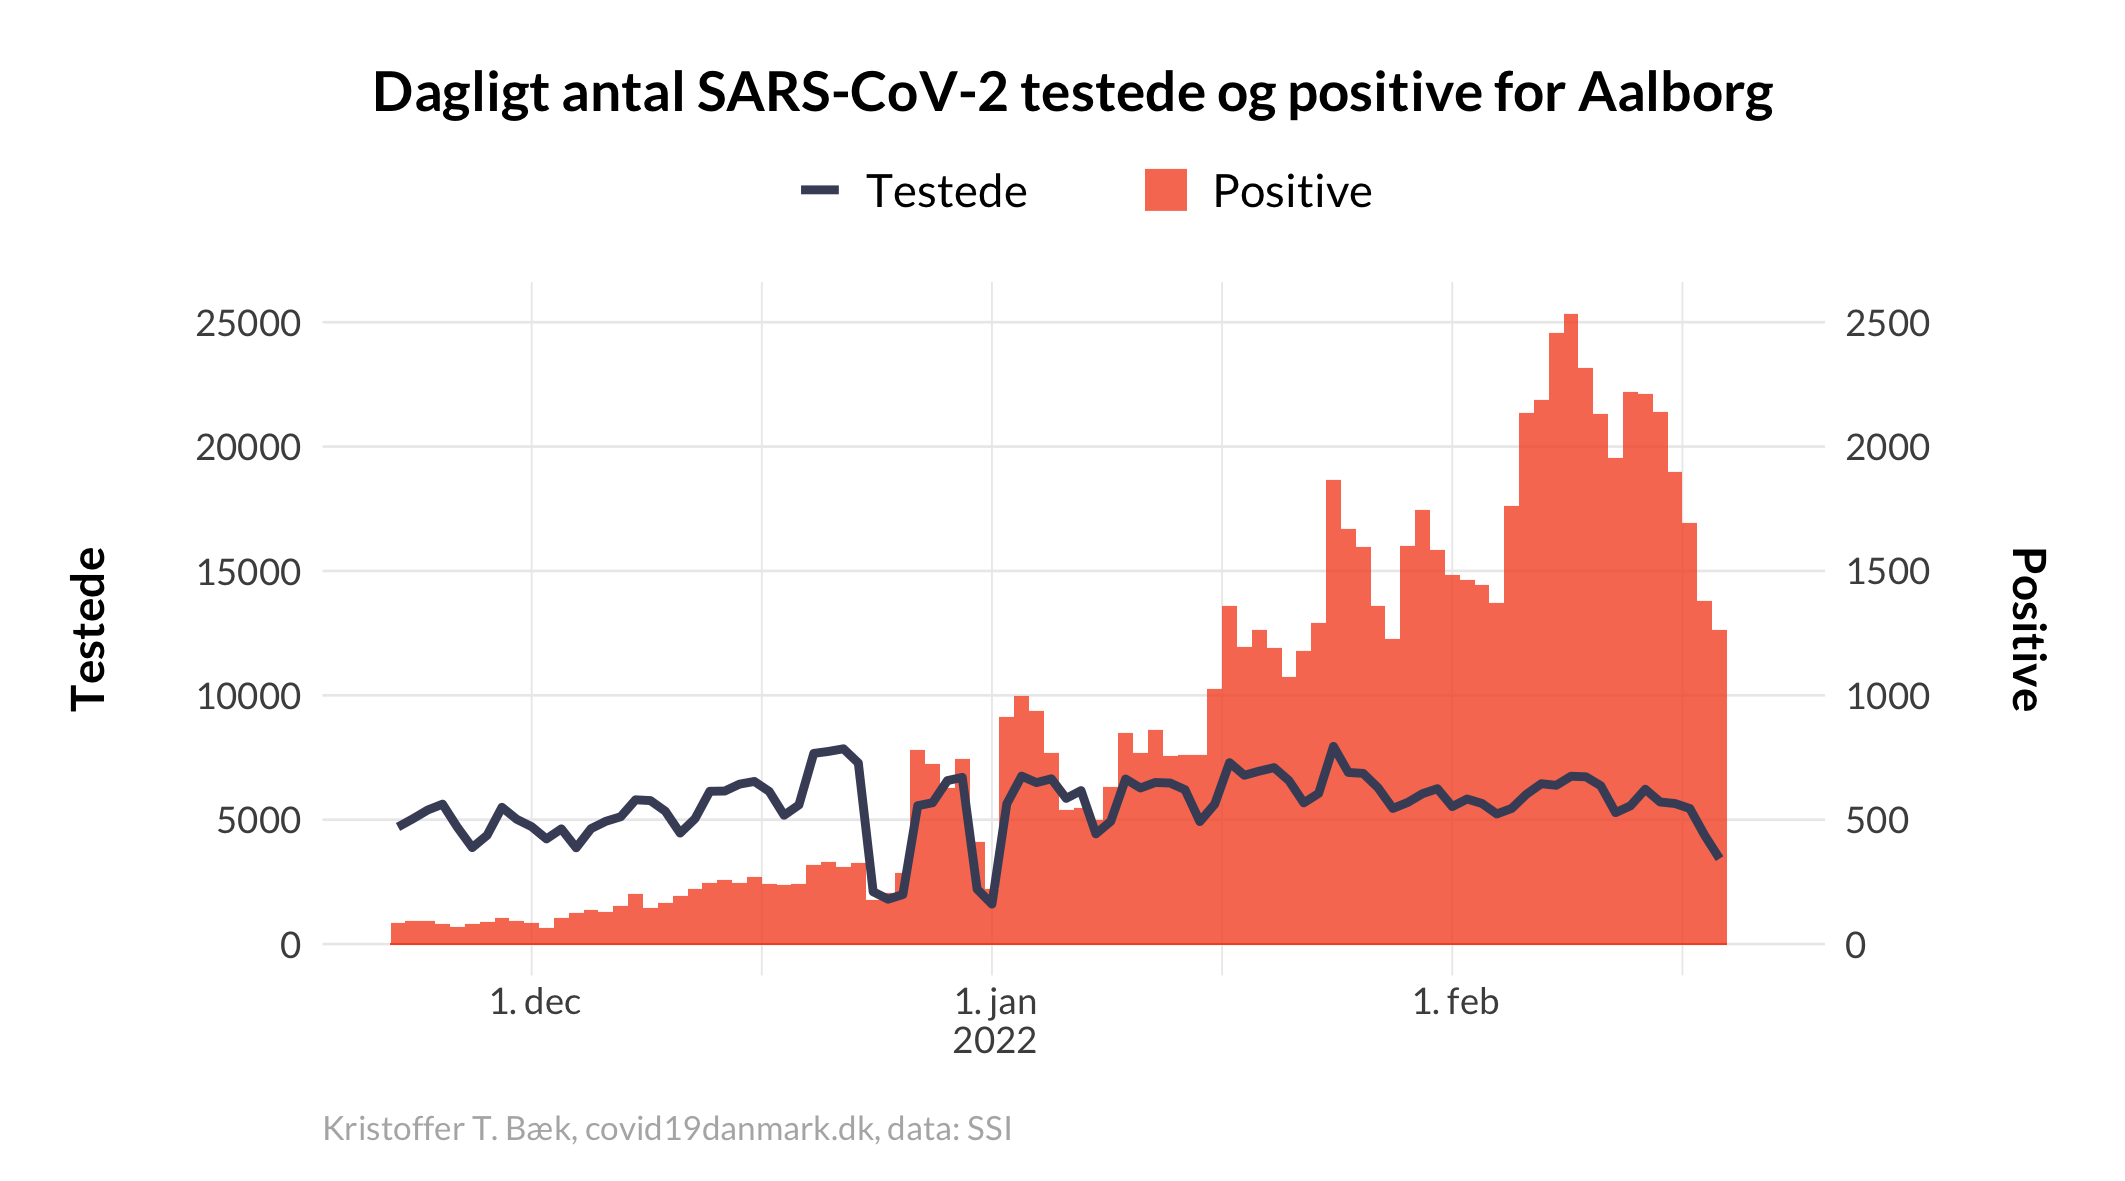 Dagligt antal SARS-CoV-2 testede og positive for Aalborg
Testede
Positive
25000
20000
15000
10000
5000
0
2500
2000
1500
1000
500
0
Testede
Positive
1. dec
1. jan
2022
1. feb
Kristoffer T. Bæk, covid19danmark.dk, data: SSI